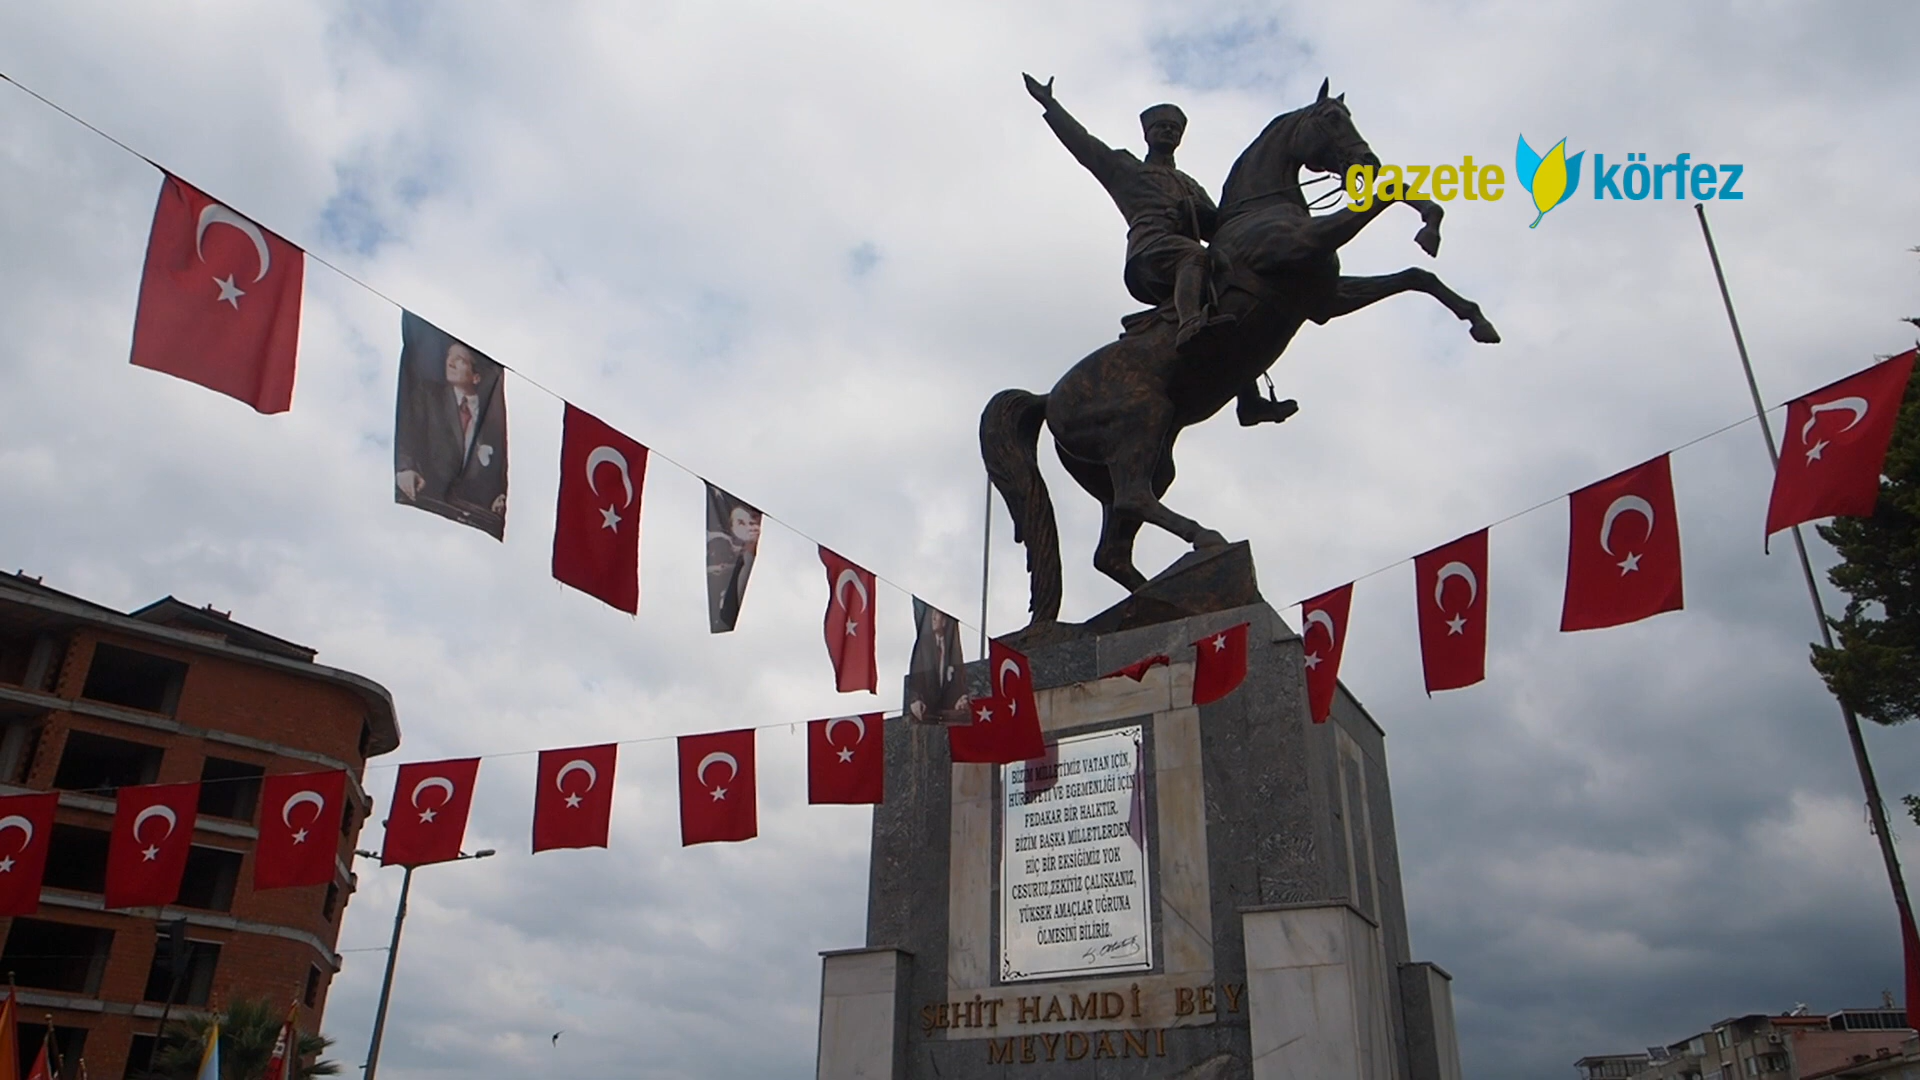 gazete körfez
BİZİM MİLLETİMİZ VATAN İÇİN,
HÜRRİYETİ VE EGEMENLİĞİ İÇİN
FEDAKAR BİR HALKTIR.
BİZİM BAŞKA MİLLETLERDEN
HİÇ BİR EKSİĞİMİZ YOK
CESURUZ,ZEKİYİZ ÇALIŞKANIZ,
YÜKSEK AMAÇLAR UĞRUNA
ÖLMESİNİ BİLİRİZ.
K. Atatürk
ŞEHİT HAMDİ BEY
MEYDANI